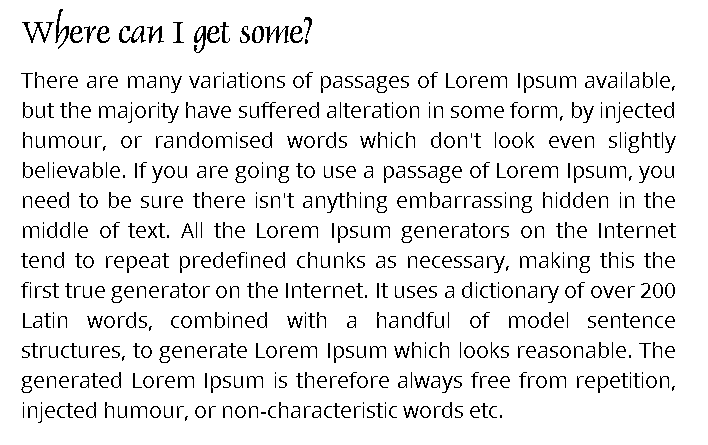 Where can I get some?
There are many variations of passages of Lorem Ipsum available,
but the majority have suffered alteration in some form, by injected
humour, or randomised words which don't look even slightly
believable. If you are going to use a passage of Lorem Ipsum, you
need to be sure there isn't anything embarrassing hidden in the
middle of text. All the Lorem Ipsum generators on the Internet
tend to repeat predefined chunks as necessary, making this the
first true generator on the Internet. It uses a dictionary of over 200
Latin words, combined with a handful of model sentence
structures, to generate Lorem Ipsum which looks reasonable. The
generated Lorem Ipsum is therefore always free from repetition,
injected humour, or non-characteristic words etc.